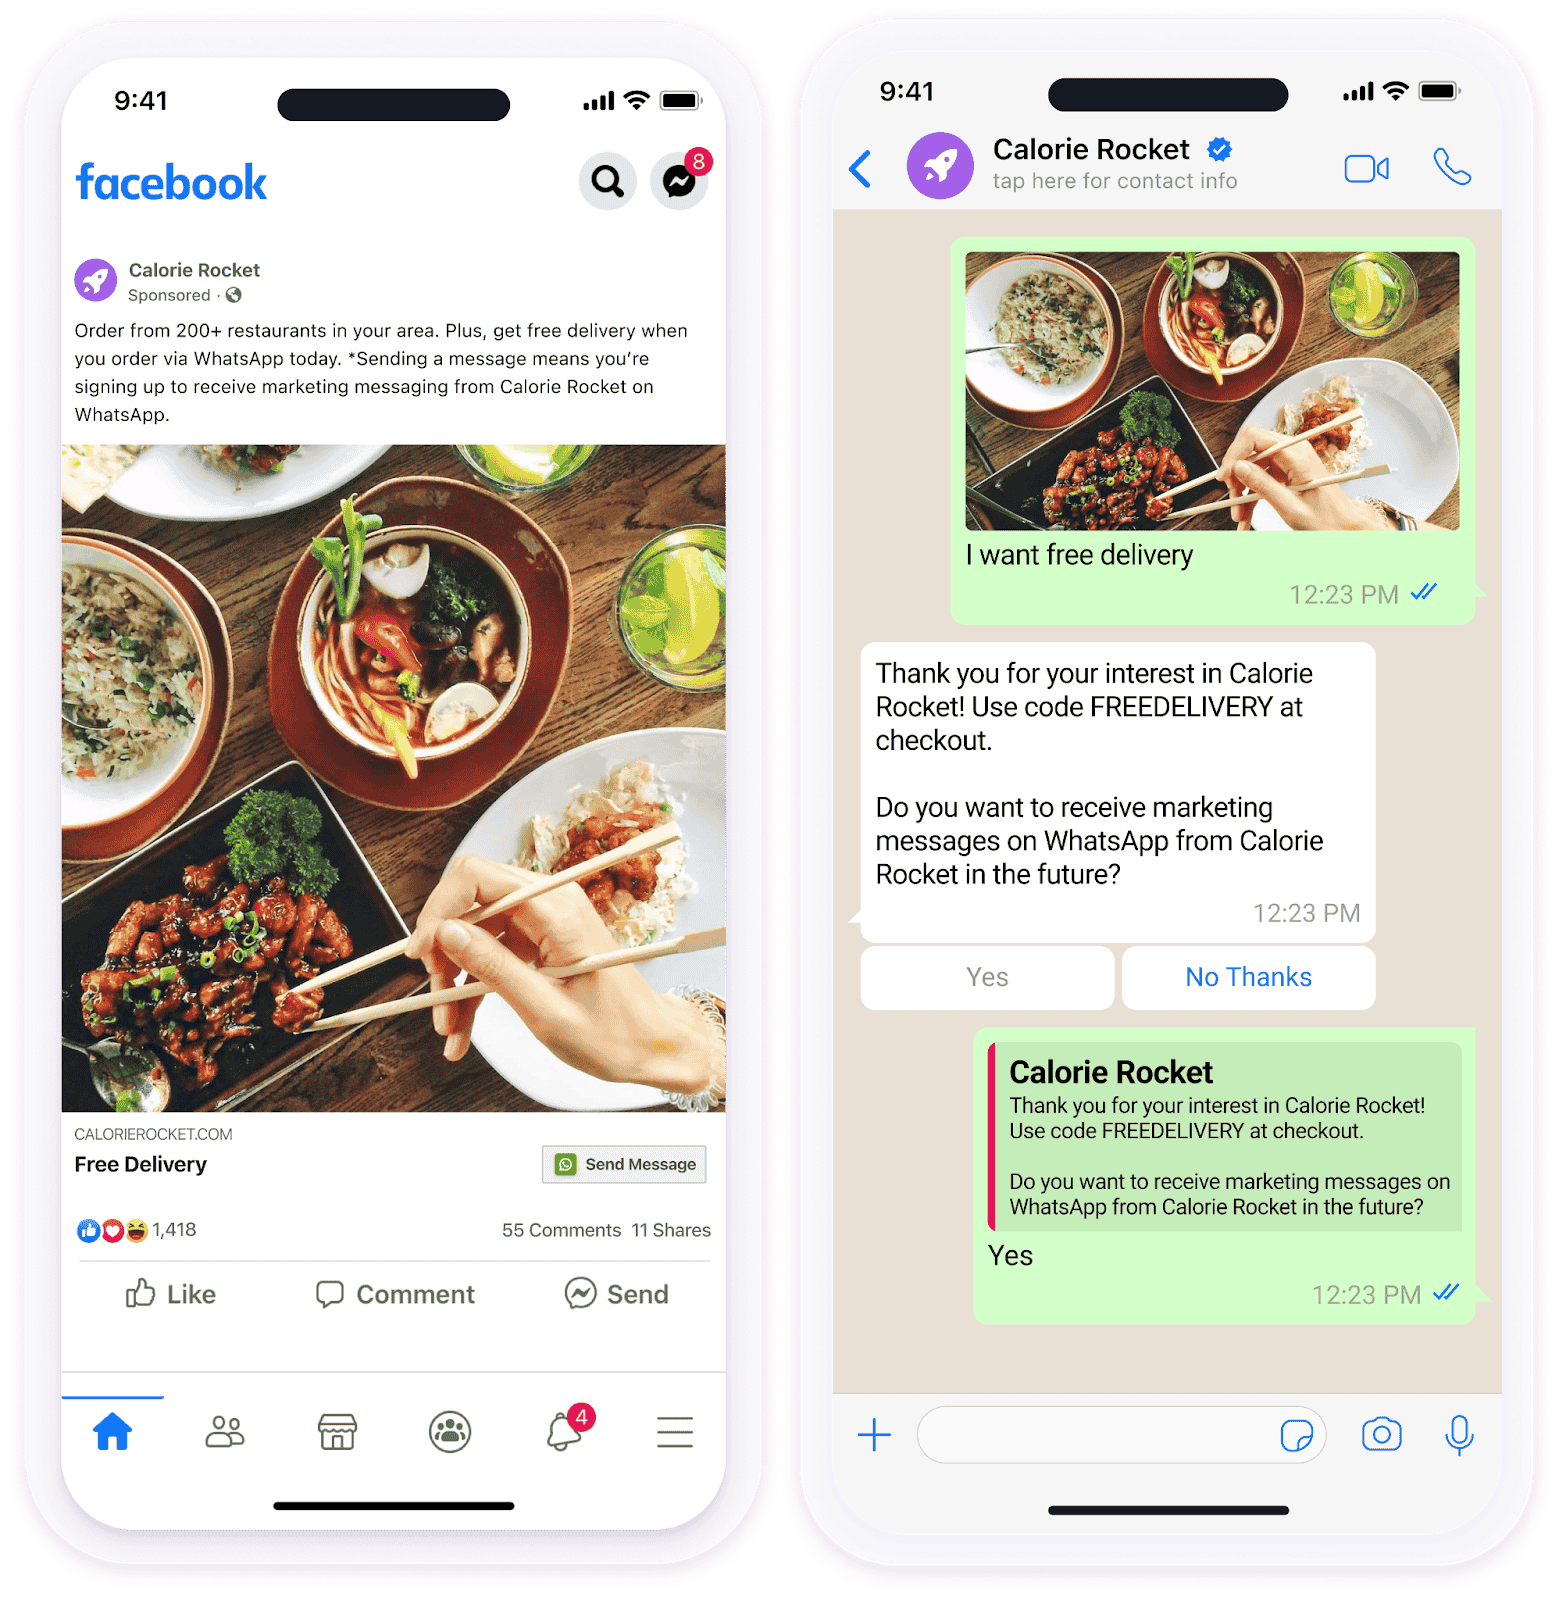 9:41
facebook
8
Calorie Rocket
Sponsored ·
Order from 200+ restaurants in your area. Plus, get free delivery when
you order via WhatsApp today. *Sending a message means you’re
signing up to receive marketing messaging from Calorie Rocket on
WhatsApp.
CALORIEROCKET.COM
Free Delivery
Send Message
1,418
55 Comments 11 Shares
Like
Comment
Send
4
9:41
Calorie Rocket
tap here for contact info
I want free delivery
12:23 PM
Thank you for your interest in Calorie
Rocket! Use code FREEDELIVERY at
checkout.
Do you want to receive marketing
messages on WhatsApp from Calorie
Rocket in the future?
12:23 PM
Yes
No Thanks
Calorie Rocket
Thank you for your interest in Calorie Rocket!
Use code FREEDELIVERY at checkout.
Do you want to receive marketing messages on
WhatsApp from Calorie Rocket in the future?
Yes
12:23 PM